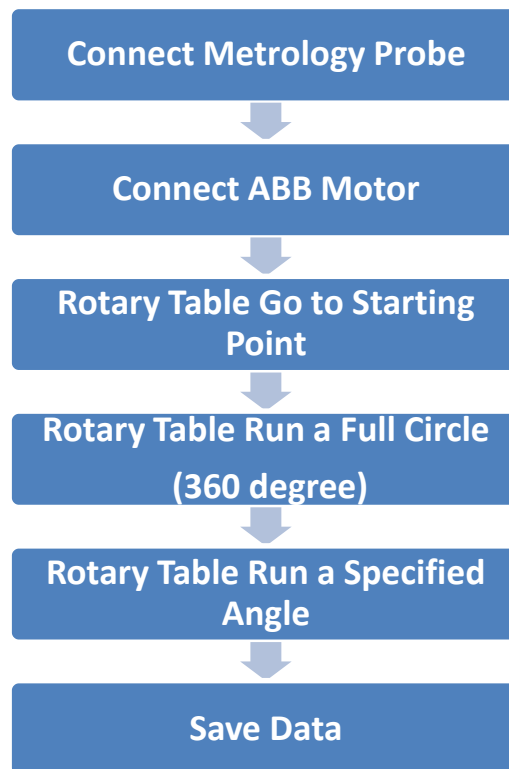 Connect Metrology Probe
Connect ABB Motor
Rotary Table Go to Starting
Point
Rotary Table Run a Full Circle
(360 degree)
Rotary Table Run a Specified
Angle
Save Data